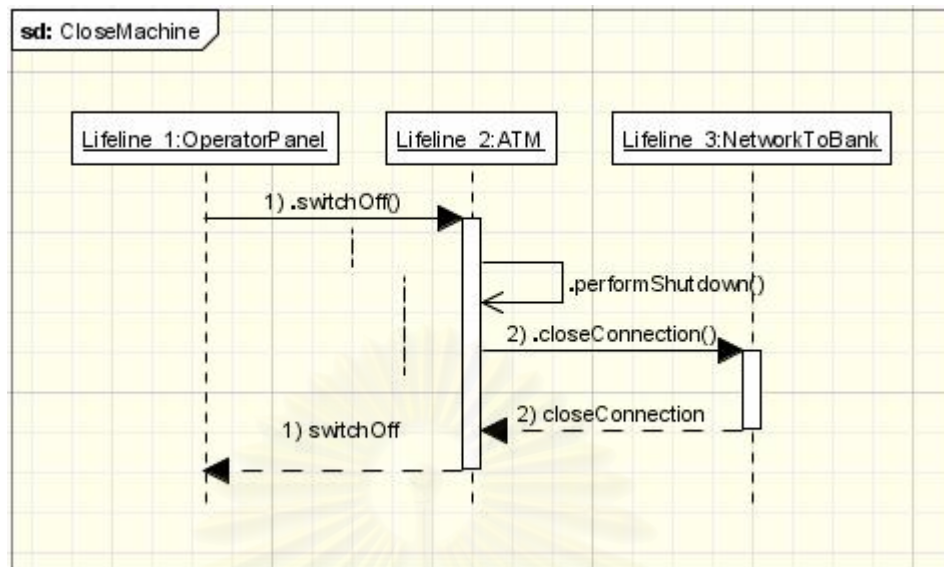 sd: CloseMachine
Lifeline_1:OperatorPanel
Lifeline_2:ATM
Lifeline_3:NetworkToBank
1) .switchOff()
.performShutdown()
2) .closeConnection()
2) closeConnection
1) switchOff